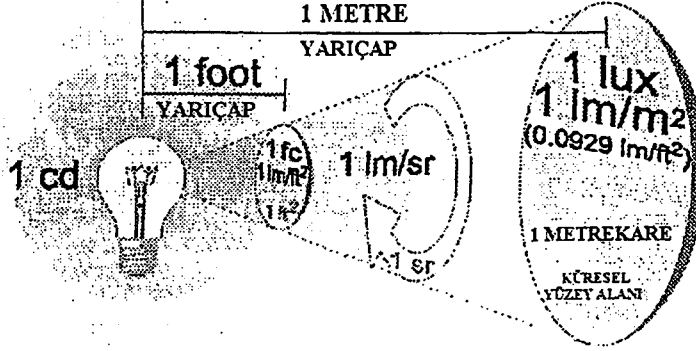 1 METRE
YARIÇAP
1 foot
YARIÇAP
1 cd
1 fc
1 lm/ft²
1 ft²
1 lm/sr
1 sr
1 lux
1 lm/m²
(0.0929 lm/ft²)
1 METREKARE
KÜRESEL
YÜZEY ALANI